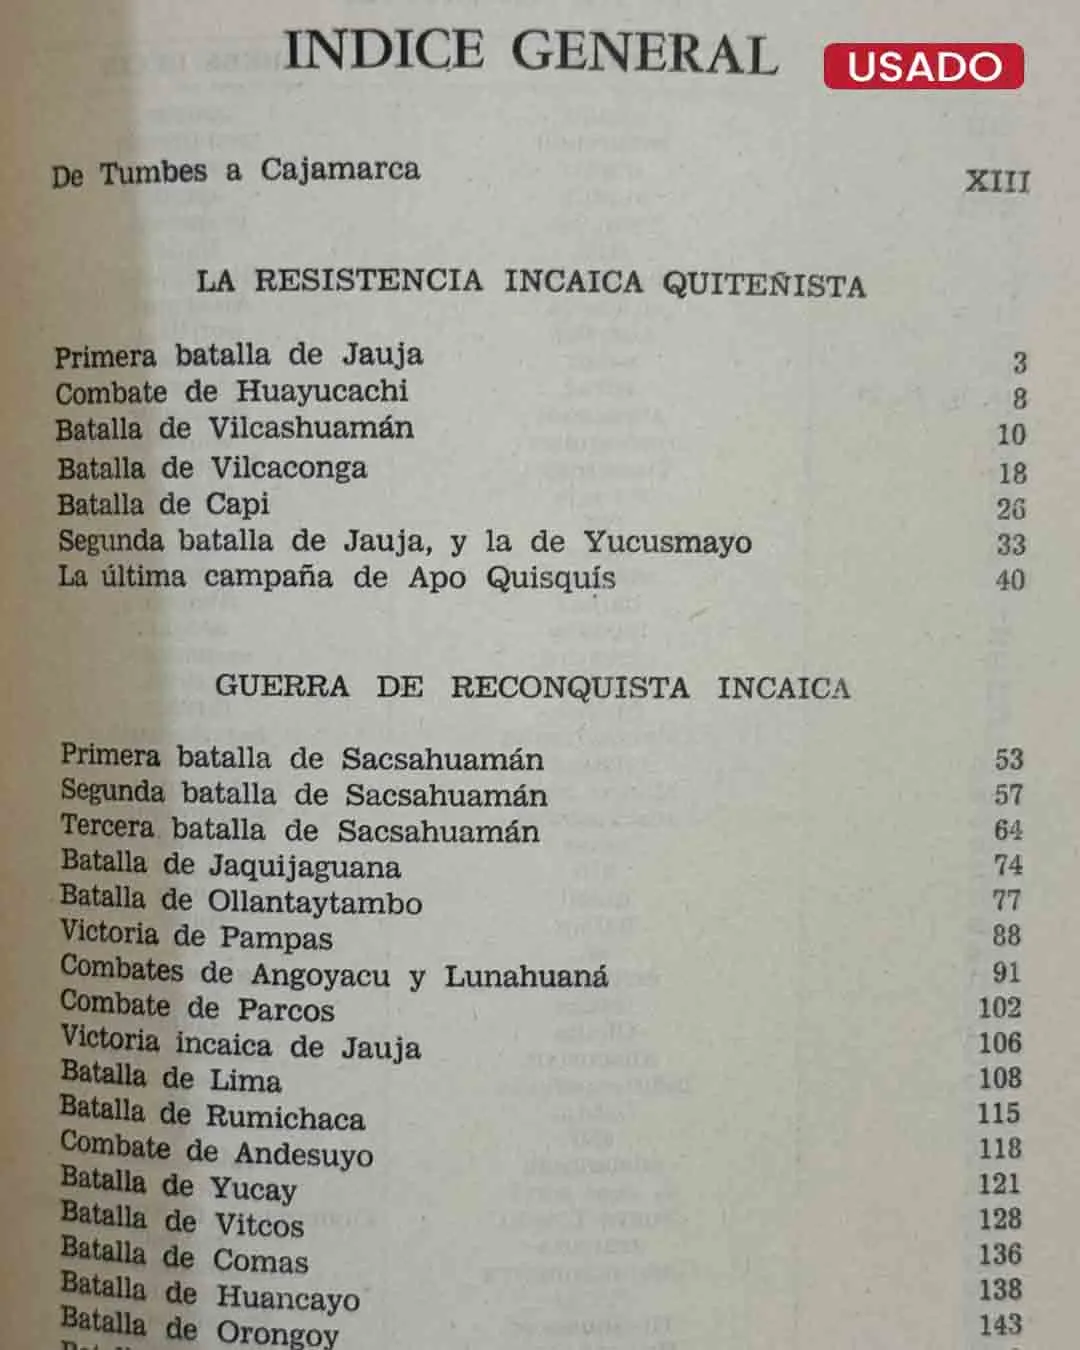 INDICE GENERAL
USADO
De Tumbes a Cajamarca XIII
LA RESISTENCIA INCAICA QUITEÑISTA
Primera batalla de Jauja 3
Combate de Huayucachi 8
Batalla de Vilcashuamán 10
Batalla de Vilcaconga 18
Batalla de Capi 26
Segunda batalla de Jauja, y la de Yucusmayo 33
La última campaña de Apo Quisquís 40
GUERRA DE RECONQUISTA INCAICA
Primera batalla de Sacsahuamán 53
Segunda batalla de Sacsahuamán 57
Tercera batalla de Sacsahuamán 64
Batalla de Jaquijaguana 74
Batalla de Ollantaytambo 77
Victoria de Pampas 88
Combates de Angoyacu y Lunahuaná 91
Combate de Parcos 102
Victoria incaica de Jauja 106
Batalla de Lima 108
Batalla de Rumichaca 115
Combate de Andesuyo 118
Batalla de Yucay 121
Batalla de Vitcos 128
Batalla de Comas 136
Batalla de Huancayo 138
Batalla de Orongoy 143